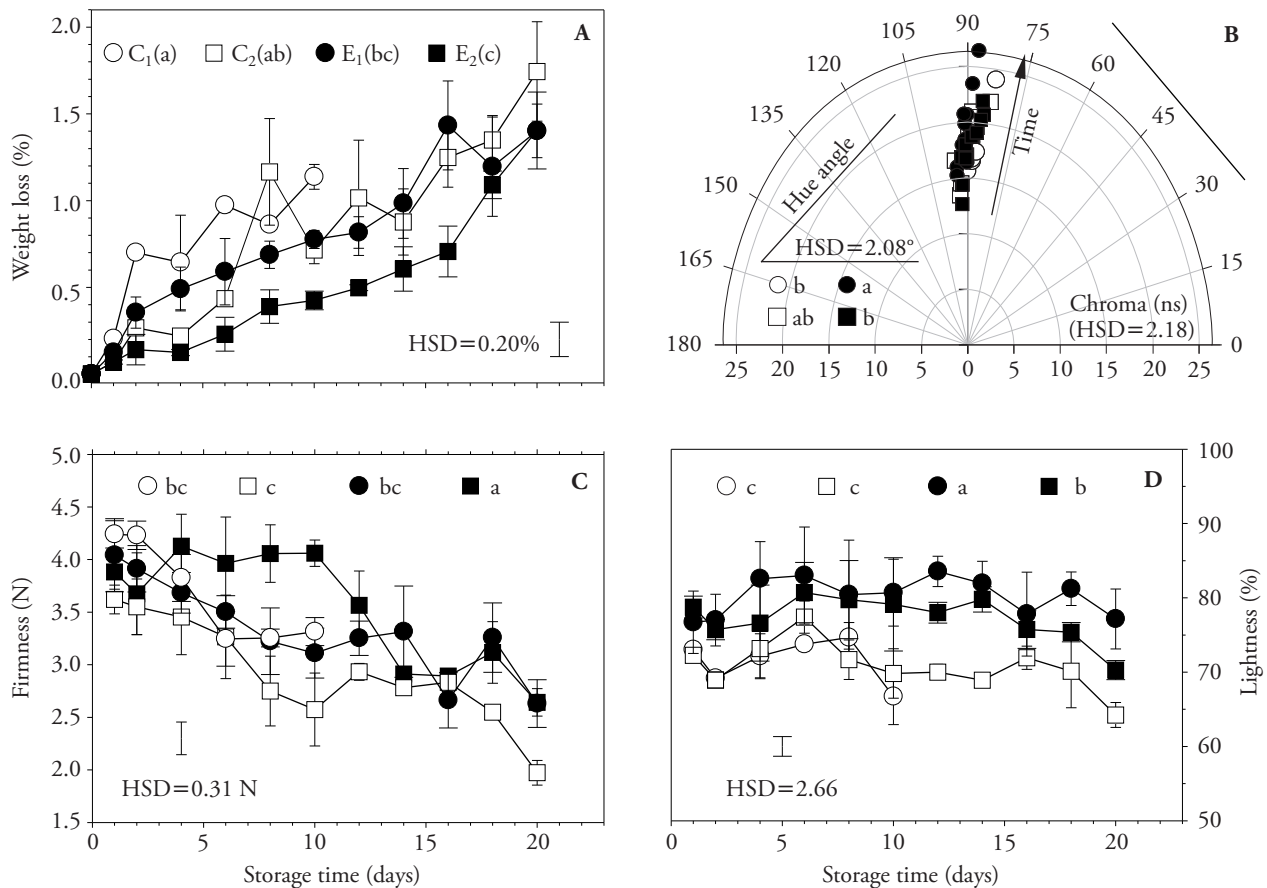 2.0
1.5
1.0
0.5
0.0
Weight loss (%)
A
C₁(a) C₂(ab) E₁(bc) E₂(c)
HSD=0.20%
B
180 165 150 135 120 105 90 75 60 45 30 15 0
Hue angle
Time
HSD=2.08°
b a
ab b
Chroma (ns)
(HSD=2.18)
25 20 15 10 5 0 5 10 15 20 25
5.0
4.5
4.0
3.5
3.0
2.5
2.0
1.5
Firmness (N)
C
bc c bc a
HSD=0.31 N
0 5 10 15 20
Storage time (days)
D
c c a b
HSD=2.66
100
90
80
70
60
50
Lightness (%)
0 5 10 15 20
Storage time (days)